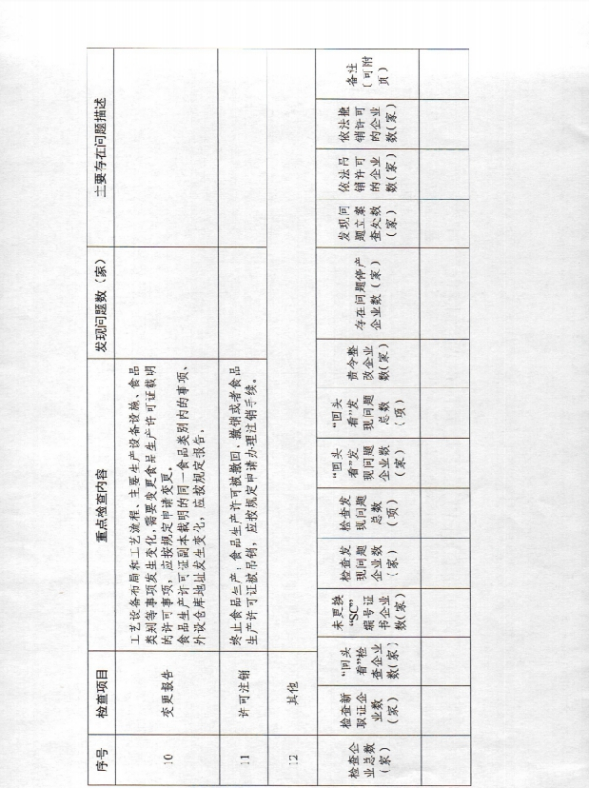 序号 检查项目 重点检查内容 发现问题数（家） 主要存在问题描述
10 变更报告
工艺设备布局和工艺流程、主要生产设备设施、食品
类别等事项发生变化，需要变更食品生产许可证载明
的许可事项，应按规定申请变更。
食品生产许可证副本载明的同一食品类别内的事项、
外设仓库地址发生变化，应按规定报告。
11 许可注销
终止食品生产，食品生产许可被撤回、撤销或者食品
生产许可证被吊销，应按规定申请办理注销手续。
12 其他
检查企
业总数
（家）
检查新
取证企
业数
（家）
“回头
看”检
查企业
数（家）
未更换
“SC”
编号证
书企业
数（家）
检查发
现问题
企业数
（家）
检查发
现问题
总数
（项）
“回头
看”发
现问题
企业数
（家）
“回头
看”发
现问题
总数
（项）
责令整
改企业
数（家）
存在问题停产
企业数（家）
发现问
题立案
查处数
（家）
依法吊
销许可
的企业
数（家）
依法撤
销许可
的企业
数（家）
备注
（可附
页）